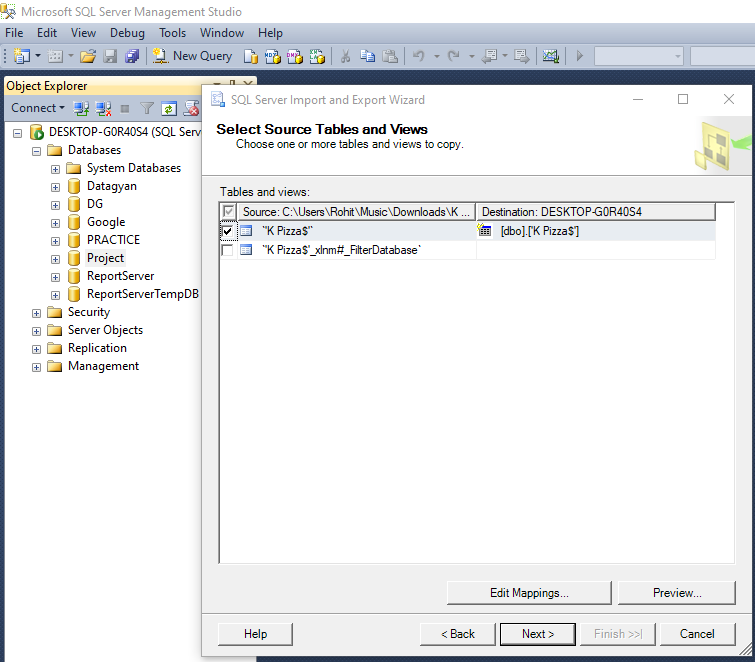 Microsoft SQL Server Management Studio
File Edit View Debug Tools Window Help
New Query
Object Explorer
Connect
DESKTOP-G0R40S4 (SQL Serv
Databases
System Databases
Datagyan
DG
Google
PRACTICE
Project
ReportServer
ReportServerTempDB
Security
Server Objects
Replication
Management
SQL Server Import and Export Wizard
Select Source Tables and Views
Choose one or more tables and views to copy.
Tables and views:
Source: C:\Users\Rohit\Music\Downloads\K ... Destination: DESKTOP-G0R40S4
`'K Pizza$'` [dbo].['K Pizza$']
`'K Pizza$'_xlnm#_FilterDatabase`
Edit Mappings... Preview...
Help < Back Next > Finish >>| Cancel